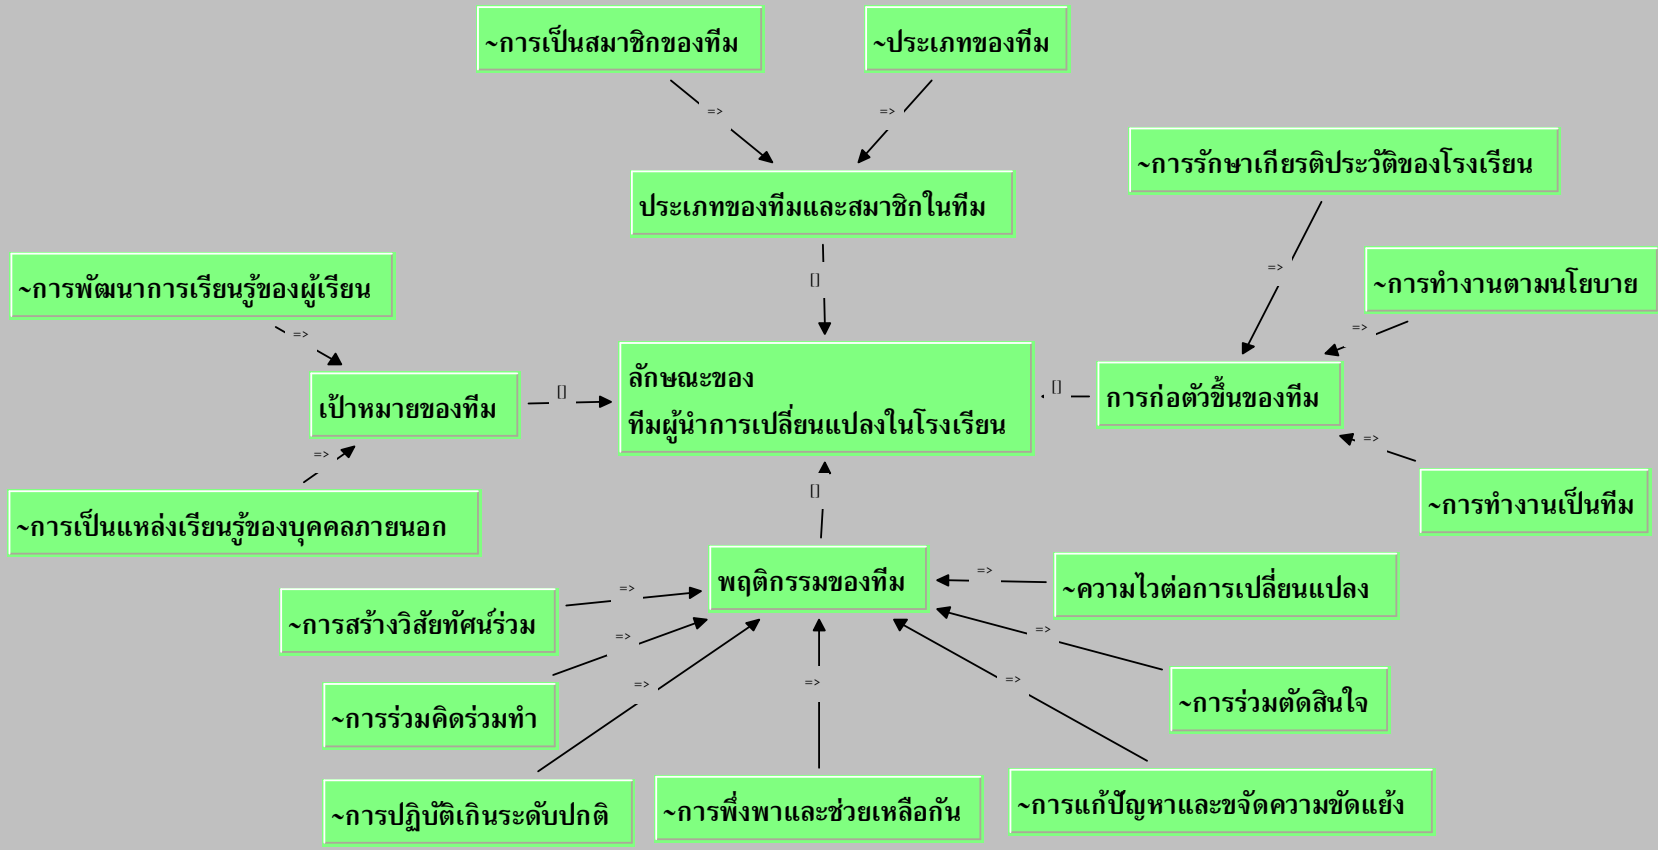 ~การเป็นสมาชิกของทีม
~ประเภทของทีม
=>
=>
~การรักษาเกียรติประวัติของโรงเรียน
ประเภทของทีมและสมาชิกในทีม
~การพัฒนาการเรียนรู้ของผู้เรียน
[]
=>
~การทำงานตามนโยบาย
=>
=>
ลักษณะของ
ทีมผู้นำการเปลี่ยนแปลงในโรงเรียน
เป้าหมายของทีม
[]
[]
การก่อตัวขึ้นของทีม
=>
=>
~การเป็นแหล่งเรียนรู้ของบุคคลภายนอก
[]
~การทำงานเป็นทีม
พฤติกรรมของทีม
=>
~ความไวต่อการเปลี่ยนแปลง
=>
~การสร้างวิสัยทัศน์ร่วม
=>
=>
=>
=>
=>
~การร่วมตัดสินใจ
~การร่วมคิดร่วมทำ
~การปฏิบัติเกินระดับปกติ
~การพึ่งพาและช่วยเหลือกัน
~การแก้ปัญหาและขจัดความขัดแย้ง